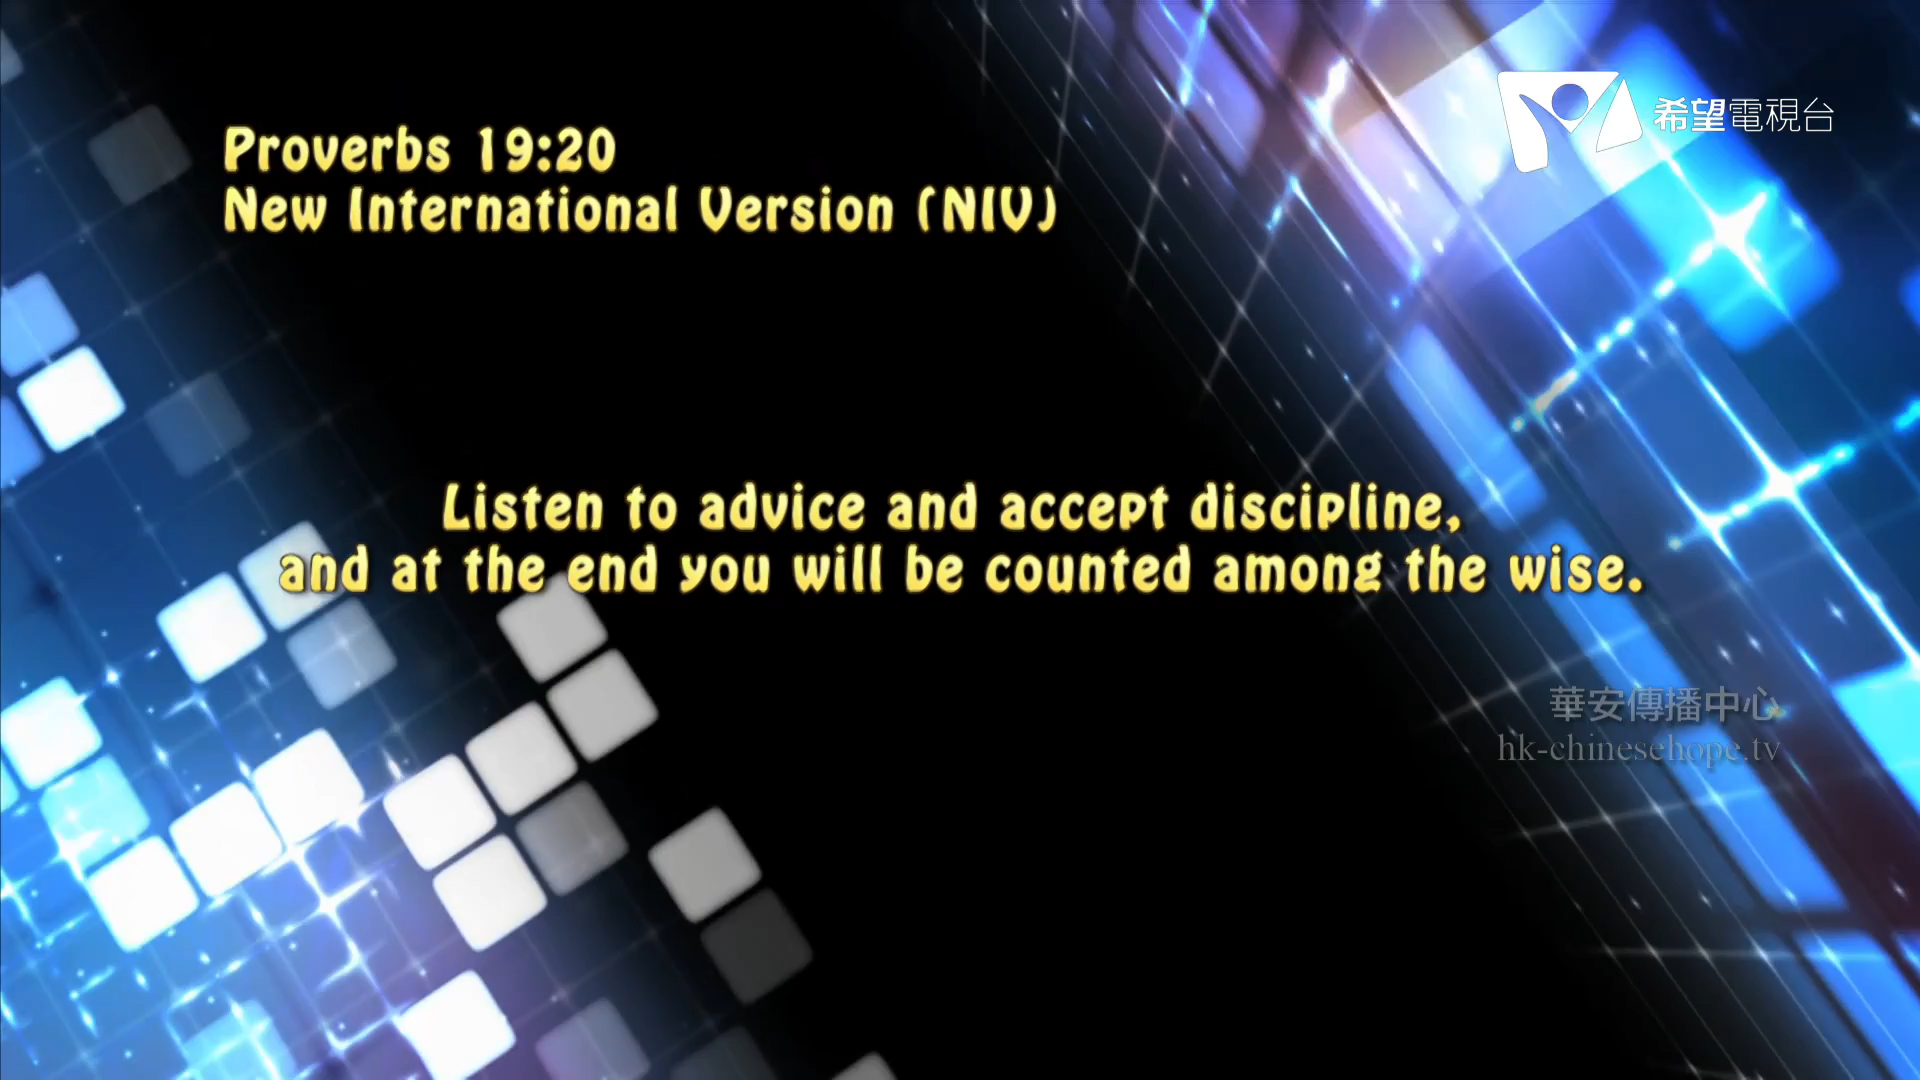 希望電視台
Proverbs 19:20
New International Version (NIV)
Listen to advice and accept discipline,
and at the end you will be counted among the wise.
華安傳播中心
hk-chinesehope.tv